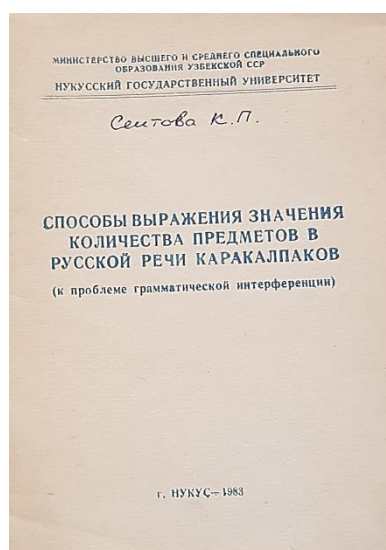 МИНИСТЕРСТВО ВЫСШЕГО И СРЕДНЕГО СПЕЦИАЛЬНОГО
ОБРАЗОВАНИЯ УЗБЕКСКОЙ ССР
НУКУССКИЙ ГОСУДАРСТВЕННЫЙ УНИВЕРСИТЕТ
Сеитова К.П.
СПОСОБЫ ВЫРАЖЕНИЯ ЗНАЧЕНИЯ
КОЛИЧЕСТВА ПРЕДМЕТОВ В
РУССКОЙ РЕЧИ КАРАКАЛПАКОВ
(к проблеме грамматической интерференции)
г. НУКУС—1983